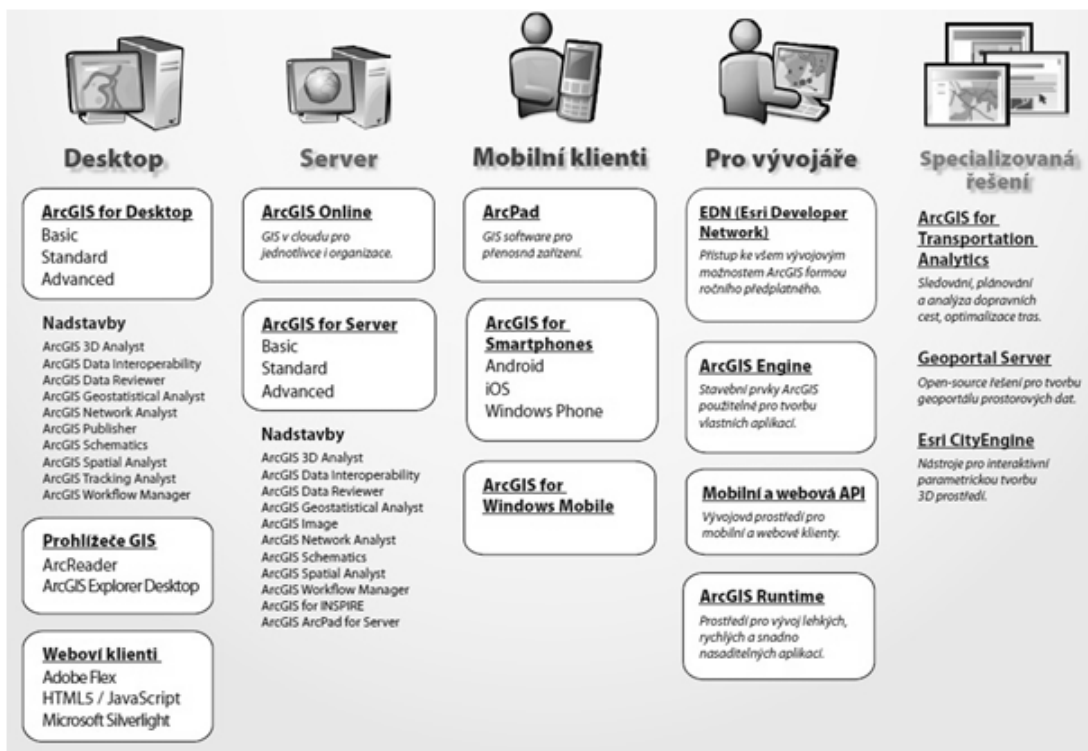 Desktop
ArcGIS for Desktop
Basic
Standard
Advanced
Nadstavby
ArcGIS 3D Analyst
ArcGIS Data Interoperability
ArcGIS Data Reviewer
ArcGIS Geostatistical Analyst
ArcGIS Network Analyst
ArcGIS Publisher
ArcGIS Schematics
ArcGIS Spatial Analyst
ArcGIS Tracking Analyst
ArcGIS Workflow Manager
Prohlížeče GIS
ArcReader
ArcGIS Explorer Desktop
Weboví klienti
Adobe Flex
HTML5 / JavaScript
Microsoft Silverlight
Server
ArcGIS Online
GIS v cloudu pro
jednotlivce i organizace.
ArcGIS for Server
Basic
Standard
Advanced
Nadstavby
ArcGIS 3D Analyst
ArcGIS Data Interoperability
ArcGIS Data Reviewer
ArcGIS Geostatistical Analyst
ArcGIS Image
ArcGIS Network Analyst
ArcGIS Schematics
ArcGIS Spatial Analyst
ArcGIS Workflow Manager
ArcGIS for INSPIRE
ArcGIS ArcPad for Server
Mobilní klienti
ArcPad
GIS software pro
přenosná zařízení.
ArcGIS for
Smartphones
Android
iOS
Windows Phone
ArcGIS for
Windows Mobile
Pro vývojáře
EDN (Esri Developer
Network)
Přístup ke všem vývojovým
možnostem ArcGIS formou
ročního předplatného.
ArcGIS Engine
Stavební prvky ArcGIS
použitelné pro tvorbu
vlastních aplikací.
Mobilní a webová API
Vývojová prostředí pro
mobilní a webové klienty.
ArcGIS Runtime
Prostředí pro vývoj lehkých,
rychlých a snadno
nasaditelných aplikací.
Specializovaná
řešení
ArcGIS for
Transportation
Analytics
Sledování, plánování
a analýza dopravních
cest, optimalizace tras.
Geoportal Server
Open-source řešení pro tvorbu
geoportálu prostorových dat.
Esri CityEngine
Nástroje pro interaktivní
parametrickou tvorbu
3D prostředí.